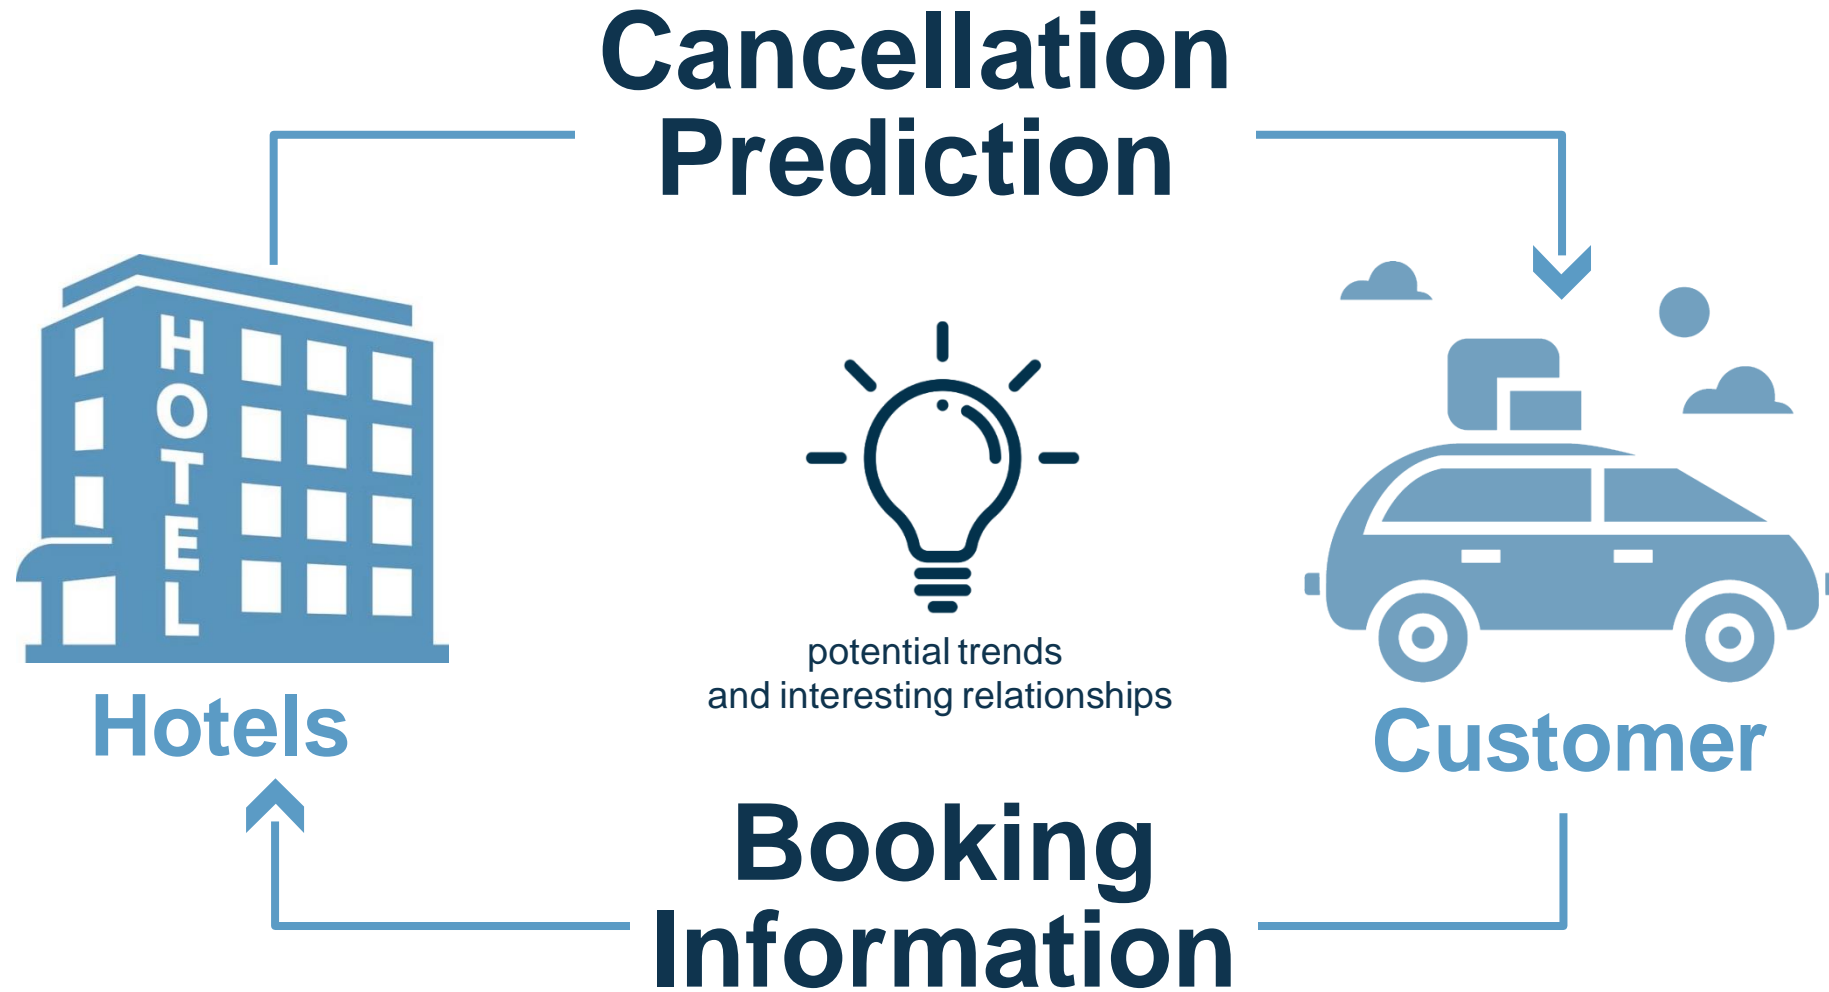 Cancellation
Prediction
HOTEL
potential trends
and interesting relationships
Hotels
Customer
Booking
Information